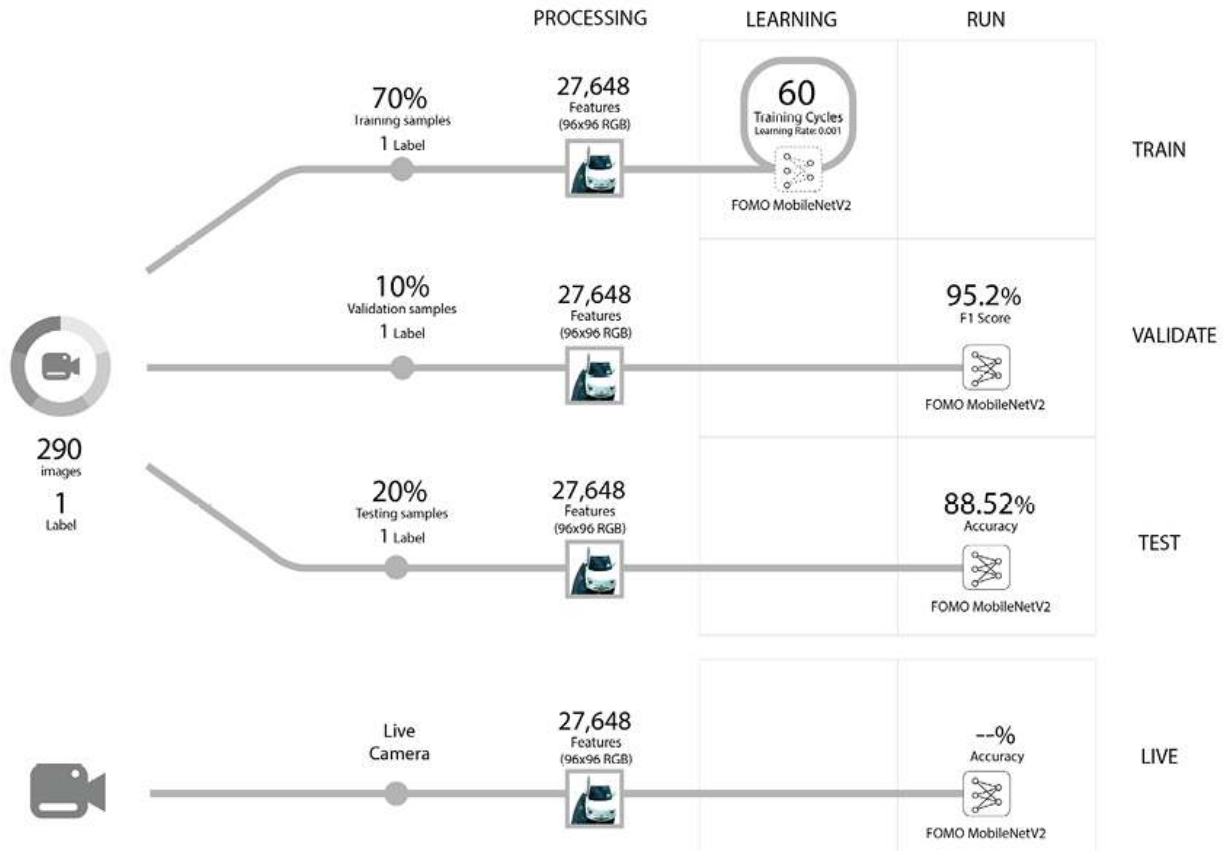 PROCESSING
LEARNING
RUN
70%
Training samples
1 Label
27,648
Features
(96x96 RGB)
60
Training Cycles
Learning Rate: 0.001
FOMO MobileNetV2
TRAIN
10%
Validation samples
1 Label
27,648
Features
(96x96 RGB)
95.2%
F1 Score
FOMO MobileNetV2
VALIDATE
290
images
1
Label
20%
Testing samples
1 Label
27,648
Features
(96x96 RGB)
88.52%
Accuracy
FOMO MobileNetV2
TEST
Live
Camera
27,648
Features
(96x96 RGB)
--%
Accuracy
FOMO MobileNetV2
LIVE